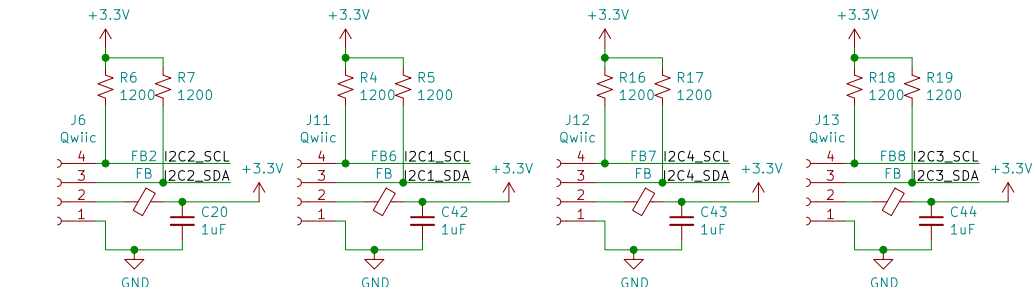 +3.3V +3.3V +3.3V +3.3V
R6 R7 R4 R5 R16 R17 R18 R19
1200 1200 1200 1200 1200 1200 1200 1200
J6 J11 J12 J13
Qwiic Qwiic Qwiic Qwiic
4 FB2 I2C2_SCL 4 FB6 I2C1_SCL 4 FB7 I2C4_SCL 4 FB8 I2C3_SCL
+3.3V +3.3V +3.3V +3.3V
3 FB I2C2_SDA 3 FB I2C1_SDA 3 FB I2C4_SDA 3 FB I2C3_SDA
2 2 2 2
1 C20 1 C42 1 C43 1 C44
1uF 1uF 1uF 1uF
GND GND GND GND